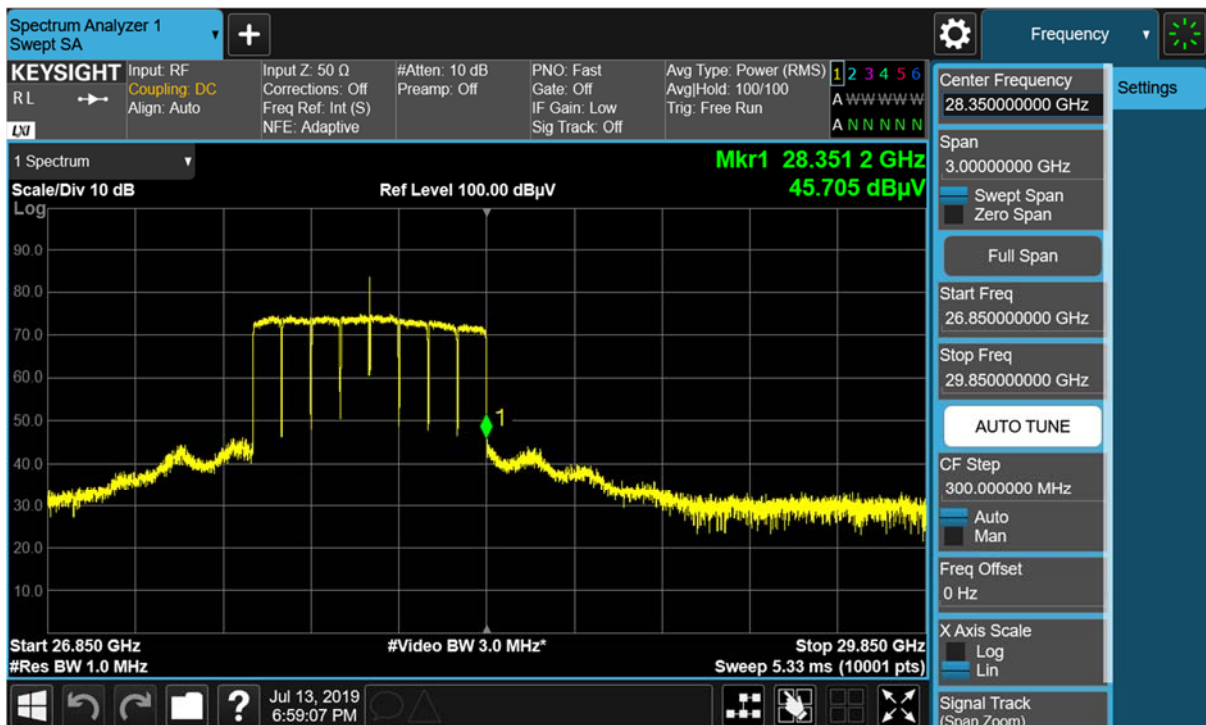 Spectrum Analyzer 1
Swept SA
Frequency
KEYSIGHT
R L
LXI
Input: RF
Coupling: DC
Align: Auto
Input Z: 50 Ω
Corrections: Off
Freq Ref: Int (S)
NFE: Adaptive
#Atten: 10 dB
Preamp: Off
PNO: Fast
Gate: Off
IF Gain: Low
Sig Track: Off
Avg Type: Power (RMS)
Avg|Hold: 100/100
Trig: Free Run
1 2 3 4 5 6
A W W W W W
A N N N N N
1 Spectrum
Mkr1 28.351 2 GHz
45.705 dBµV
Scale/Div 10 dB
Ref Level 100.00 dBµV
Log
90.0
80.0
70.0
60.0
50.0
40.0
30.0
20.0
10.0
1
Start 26.850 GHz
#Video BW 3.0 MHz*
Stop 29.850 GHz
#Res BW 1.0 MHz
Sweep 5.33 ms (10001 pts)
?
Jul 13, 2019
6:59:07 PM
Center Frequency
28.350000000 GHz
Settings
Span
3.00000000 GHz
Swept Span
Zero Span
Full Span
Start Freq
26.850000000 GHz
Stop Freq
29.850000000 GHz
AUTO TUNE
CF Step
300.000000 MHz
Auto
Man
Freq Offset
0 Hz
X Axis Scale
Log
Lin
Signal Track
(Span Zoom)